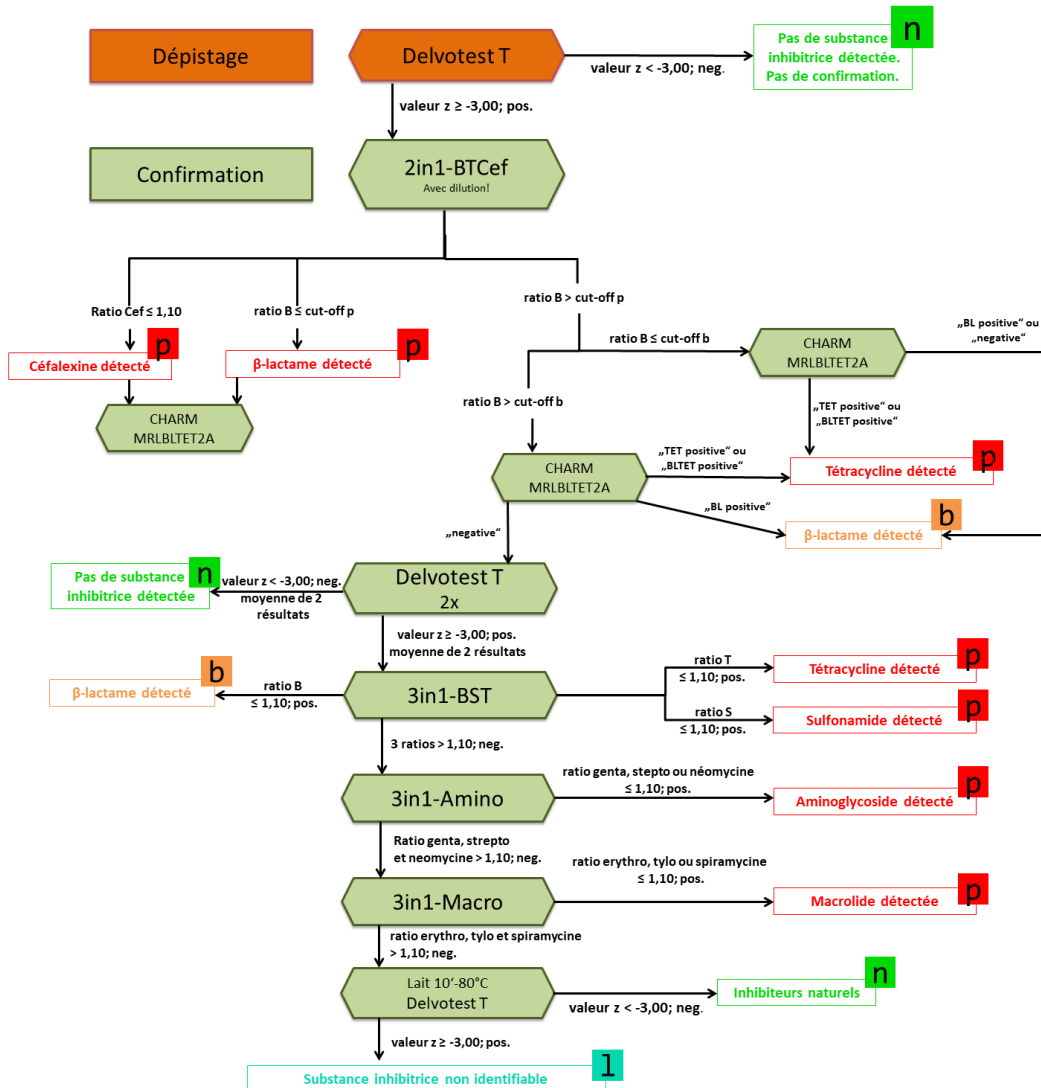 Dépistage
Delvotest T
valeur z < -3,00; neg.
n
Pas de substance
inhibitrice détectée.
Pas de confirmation.
valeur z ≥ -3,00; pos.
Confirmation
2in1-BTCef
Avec dilution!
Ratio Cef ≤ 1,10
ratio B ≤ cut-off p
ratio B > cut-off p
p
Céfalexine détecté
p
β-lactame détecté
CHARM
MRLBLTET2A
ratio B ≤ cut-off b
CHARM
MRLBLTET2A
„BL positive“ ou
„negative“
ratio B > cut-off b
„TET positive“ ou
„BLTET positive“
CHARM
MRLBLTET2A
„TET positive“ ou
„BLTET positive“
p
Tétracycline détecté
„BL positive“
b
β-lactame détecté
„negative“
n
Pas de substance
inhibitrice détectée
valeur z < -3,00; neg.
moyenne de 2
résultats
Delvotest T
2x
valeur z ≥ -3,00; pos.
moyenne de 2 résultats
b
β-lactame détecté
ratio B
≤ 1,10; pos.
3in1-BST
ratio T
≤ 1,10; pos.
p
Tétracycline détecté
ratio S
≤ 1,10; pos.
p
Sulfonamide détecté
3 ratios > 1,10; neg.
3in1-Amino
ratio genta, stepto ou néomycine
≤ 1,10; pos.
p
Aminoglycoside détecté
Ratio genta, strepto
et neomycine > 1,10; neg.
3in1-Macro
ratio erythro, tylo ou spiramycine
≤ 1,10; pos.
p
Macrolide détectée
ratio erythro, tylo et spiramycine
> 1,10; neg.
Lait 10‘-80°C
Delvotest T
valeur z < -3,00; neg.
n
Inhibiteurs naturels
valeur z ≥ -3,00; pos.
l
Substance inhibitrice non identifiable